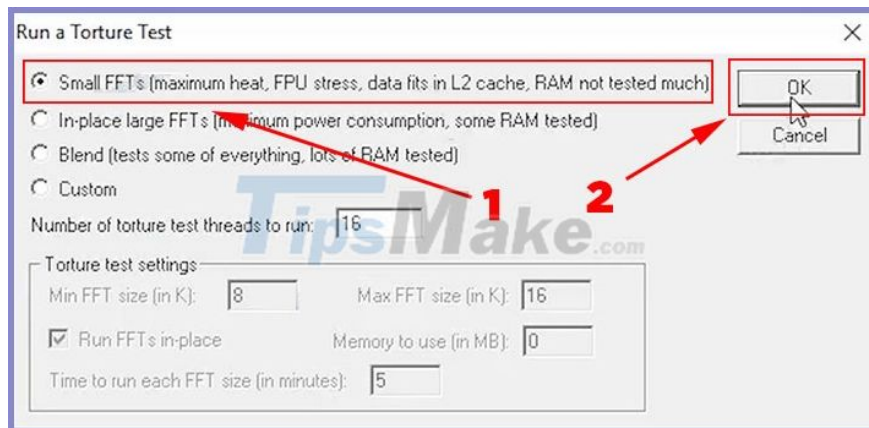 Run a Torture Test
Small FFTs (maximum heat, FPU stress, data fits in L2 cache, RAM not tested much)
OK
In-place large FFTs (maximum power consumption, some RAM tested)
Cancel
Blend (tests some of everything, lots of RAM tested)
Custom
1
2
Number of torture test threads to run: 16
TipsMake.com
Torture test settings
Min FFT size (in K): 8 Max FFT size (in K): 16
Run FFTs in-place Memory to use (in MB): 0
Time to run each FFT size (in minutes): 5